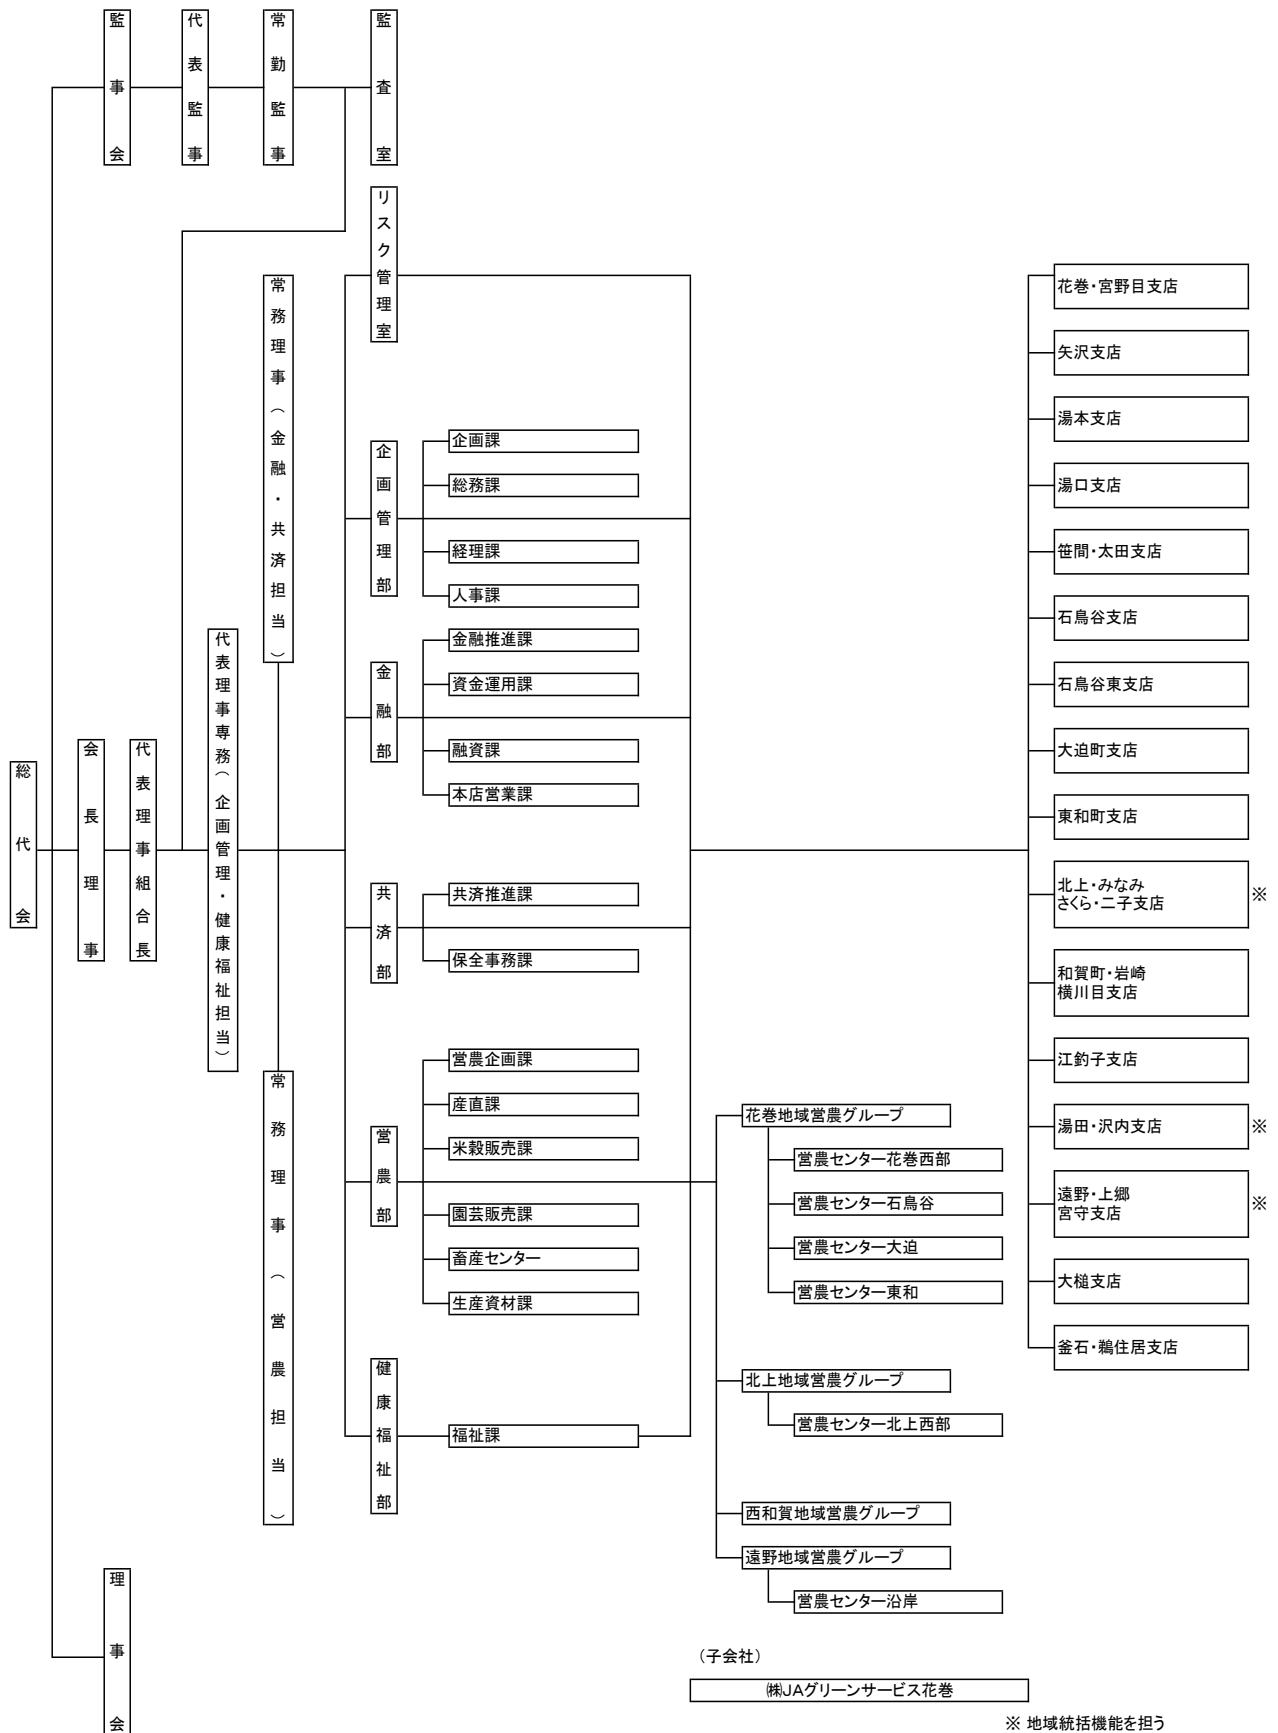 監事会
代表監事
常勤監事
監査室
リスク管理室
常務理事(金融・共済担当)
花巻・宮野目支店
矢沢支店
湯本支店
湯口支店
笹間・太田支店
石鳥谷支店
石鳥谷東支店
大迫町支店
東和町支店
北上・みなみ
さくら・二子支店
※
和賀町・岩崎
横川目支店
江釣子支店
湯田・沢内支店
※
遠野・上郷
宮守支店
※
大槌支店
釜石・鵜住居支店
企画管理部
企画課
総務課
経理課
人事課
金融部
金融推進課
資金運用課
融資課
本店営業課
総代会
会長理事
代表理事組合長
代表理事専務(企画管理・健康福祉担当)
共済部
共済推進課
保全事務課
常務理事(営農担当)
営農部
営農企画課
産直課
米穀販売課
園芸販売課
畜産センター
生産資材課
花巻地域営農グループ
営農センター花巻西部
営農センター石鳥谷
営農センター大迫
営農センター東和
北上地域営農グループ
営農センター北上西部
西和賀地域営農グループ
遠野地域営農グループ
営農センター沿岸
健康福祉部
福祉課
理事会
(子会社)
㈱JAグリーンサービス花巻
※ 地域統括機能を担う